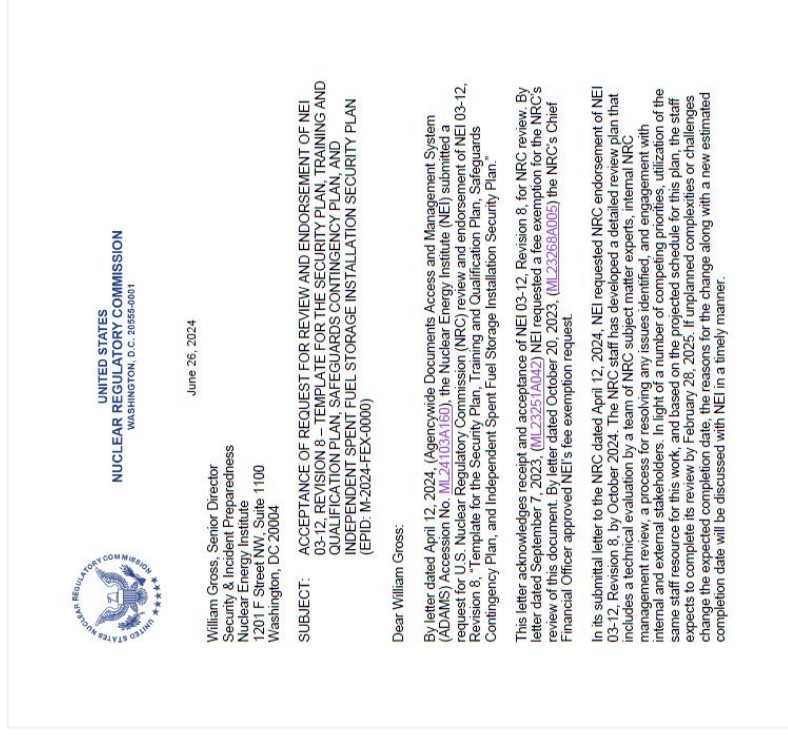 UNITED STATES NUCLEAR REGULATORY COMMISSION
UNITED STATES
NUCLEAR REGULATORY COMMISSION
WASHINGTON, D.C. 20555-0001
June 26, 2024
William Gross, Senior Director
Security & Incident Preparedness
Nuclear Energy Institute
1201 F Street NW, Suite 1100
Washington, DC 20004
SUBJECT: ACCEPTANCE OF REQUEST FOR REVIEW AND ENDORSEMENT OF NEI
03-12, REVISION 8 – TEMPLATE FOR THE SECURITY PLAN, TRAINING AND
QUALIFICATION PLAN, SAFEGUARDS CONTINGENCY PLAN, AND
INDEPENDENT SPENT FUEL STORAGE INSTALLATION SECURITY PLAN
(EPID: M-2024-FEX-0000)
Dear William Gross:
By letter dated April 12, 2024, (Agencywide Documents Access and Management System
(ADAMS) Accession No. ML24103A160), the Nuclear Energy Institute (NEI) submitted a
request for U.S. Nuclear Regulatory Commission (NRC) review and endorsement of NEI 03-12,
Revision 8, “Template for the Security Plan, Training and Qualification Plan, Safeguards
Contingency Plan, and Independent Spent Fuel Storage Installation Security Plan.”
This letter acknowledges receipt and acceptance of NEI 03-12, Revision 8, for NRC review. By
letter dated September 7, 2023, (ML23251A042) NEI requested a fee exemption for the NRC’s
review of this document. By letter dated October 20, 2023, (ML23268A005) the NRC’s Chief
Financial Officer approved NEI’s fee exemption request.
In its submittal letter to the NRC dated April 12, 2024, NEI requested NRC endorsement of NEI
03-12, Revision 8, by October 2024. The NRC staff has developed a detailed review plan that
includes a technical evaluation by a team of NRC subject matter experts, internal NRC
management review, a process for resolving any issues identified, and engagement with
internal and external stakeholders. In light of a number of competing priorities, utilization of the
same staff resource for this work, and based on the projected schedule for this plan, the staff
expects to complete its review by February 28, 2025. If unplanned complexities or challenges
change the expected completion date, the reasons for the change along with a new estimated
completion date will be discussed with NEI in a timely manner.